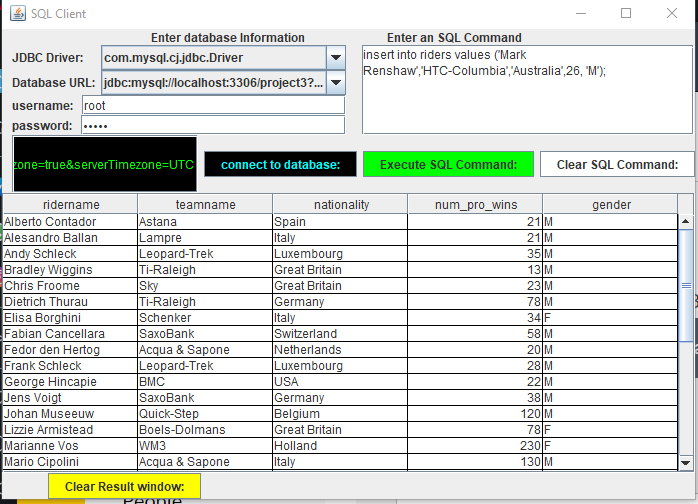 SQL Client
Enter database Information
Enter an SQL Command
JDBC Driver: com.mysql.cj.jdbc.Driver
insert into riders values ('Mark
Renshaw','HTC-Columbia','Australia',26, 'M');
Database URL: jdbc:mysql://localhost:3306/project3?...
username: root
password: •••••
zone=true&serverTimezone=UTC
connect to database:
Execute SQL Command:
Clear SQL Command:
ridername teamname nationality num_pro_wins gender
Alberto Contador Astana Spain 21 M
Alesandro Ballan Lampre Italy 21 M
Andy Schleck Leopard-Trek Luxembourg 35 M
Bradley Wiggins Ti-Raleigh Great Britain 13 M
Chris Froome Sky Great Britain 23 M
Dietrich Thurau Ti-Raleigh Germany 78 M
Elisa Borghini Schenker Italy 34 F
Fabian Cancellara SaxoBank Switzerland 58 M
Fedor den Hertog Acqua & Sapone Netherlands 20 M
Frank Schleck Leopard-Trek Luxembourg 28 M
George Hincapie BMC USA 22 M
Jens Voigt SaxoBank Germany 38 M
Johan Museeuw Quick-Step Belgium 120 M
Lizzie Armistead Boels-Dolmans Great Britain 78 F
Marianne Vos WM3 Holland 230 F
Mario Cipolini Acqua & Sapone Italy 130 M
Clear Result window: